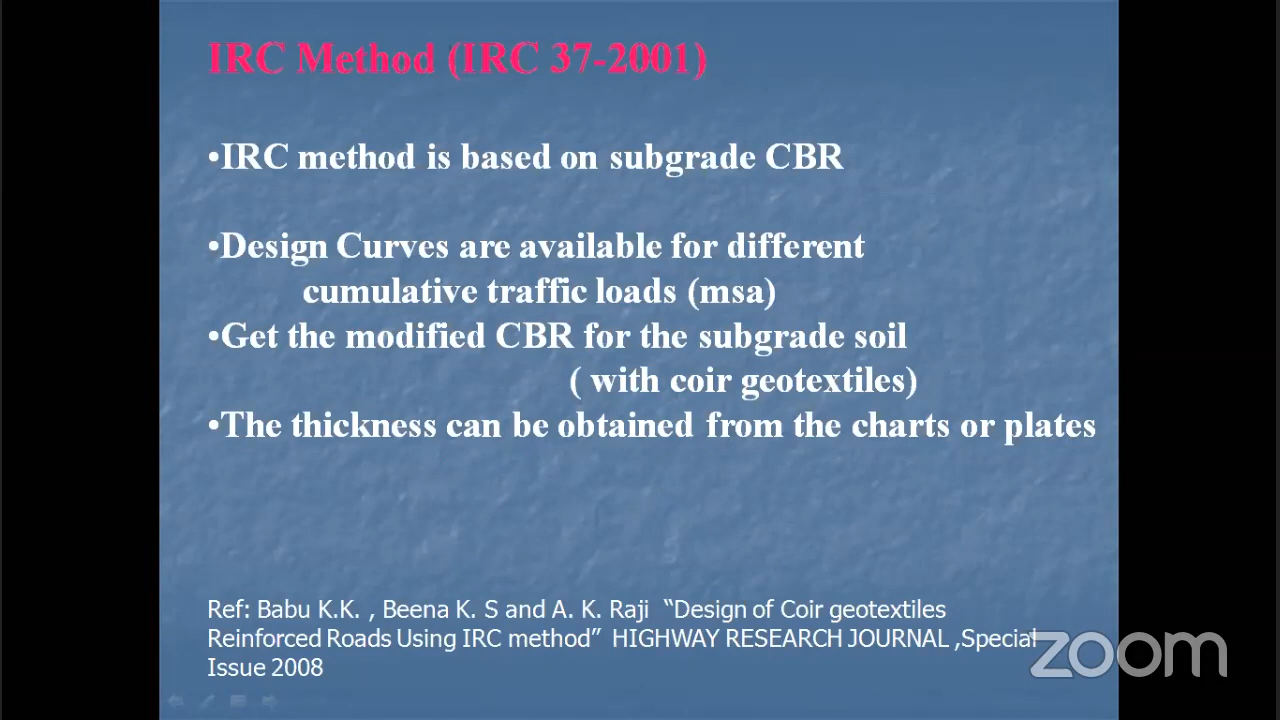 IRC Method (IRC 37-2001)
•IRC method is based on subgrade CBR
•Design Curves are available for different
cumulative traffic loads (msa)
•Get the modified CBR for the subgrade soil
( with coir geotextiles)
•The thickness can be obtained from the charts or plates
Ref: Babu K.K. , Beena K. S and A. K. Raji “Design of Coir geotextiles
Reinforced Roads Using IRC method” HIGHWAY RESEARCH JOURNAL ,Special
Issue 2008
zoom